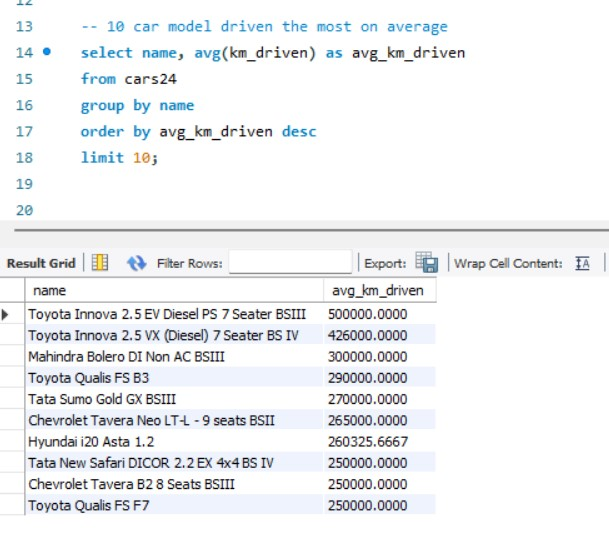 12
13 -- 10 car model driven the most on average
14 select name, avg(km_driven) as avg_km_driven
15 from cars24
16 group by name
17 order by avg_km_driven desc
18 limit 10;
19
20
Result Grid Filter Rows: Export: Wrap Cell Content:
name avg_km_driven
Toyota Innova 2.5 EV Diesel PS 7 Seater BSIII 500000.0000
Toyota Innova 2.5 VX (Diesel) 7 Seater BS IV 426000.0000
Mahindra Bolero DI Non AC BSIII 300000.0000
Toyota Qualis FS B3 290000.0000
Tata Sumo Gold GX BSIII 270000.0000
Chevrolet Tavera Neo LT-L - 9 seats BSII 265000.0000
Hyundai i20 Asta 1.2 260325.6667
Tata New Safari DICOR 2.2 EX 4x4 BS IV 250000.0000
Chevrolet Tavera B2 8 Seats BSIII 250000.0000
Toyota Qualis FS F7 250000.0000